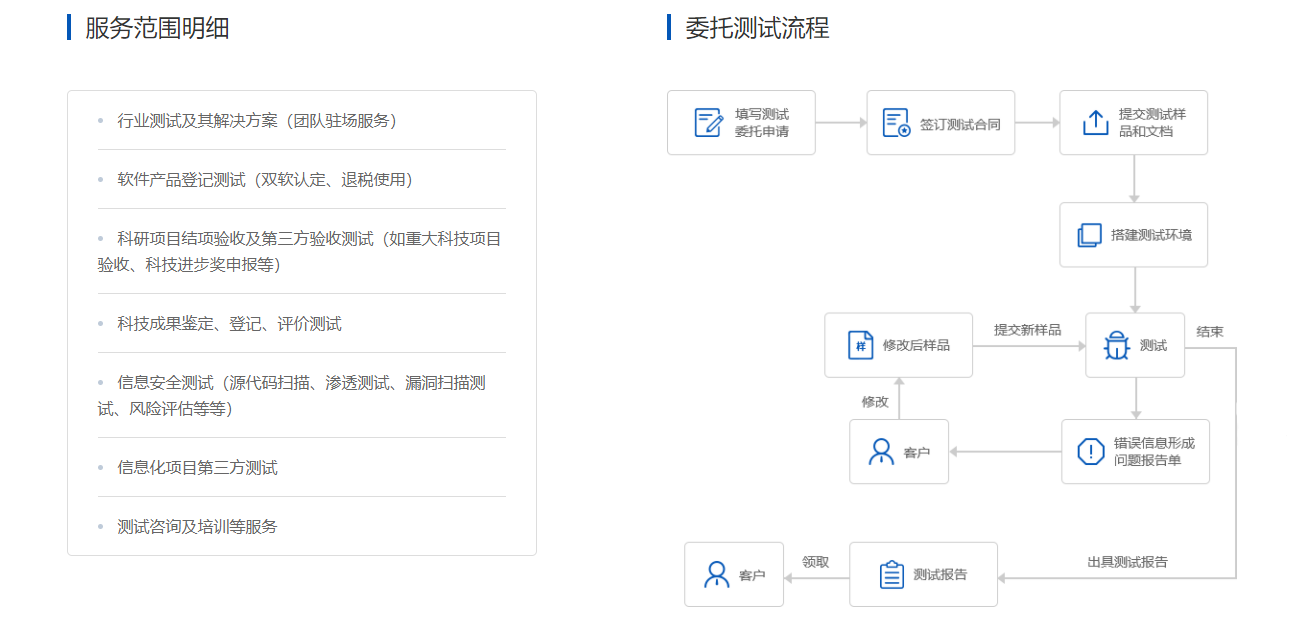 服务范围明细
行业测试及其解决方案（团队驻场服务）
软件产品登记测试（双软认定、退税使用）
科研项目结项验收及第三方验收测试（如重大科技项目
验收、科技进步奖申报等）
科技成果鉴定、登记、评价测试
信息安全测试（源代码扫描、渗透测试、漏洞扫描测
试、风险评估等等）
信息化项目第三方测试
测试咨询及培训等服务
委托测试流程
填写测试
委托申请
签订测试合同
提交测试样
品和文档
搭建测试环境
样
修改后样品
提交新样品
测试
结束
修改
客户
错误信息形成
问题报告单
客户
领取
测试报告
出具测试报告